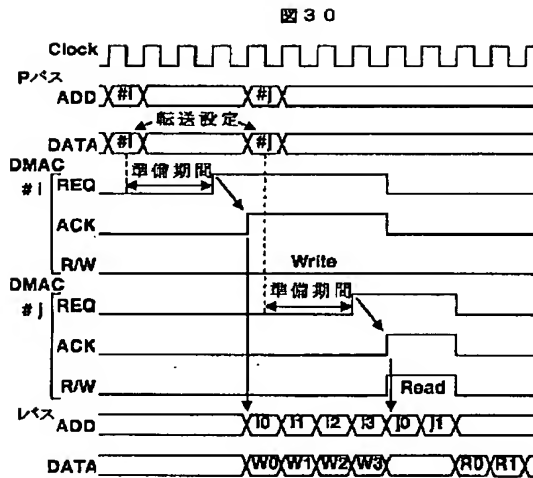 図30
Clock
Pバス
ADD #i #j
転送設定
DATA #i #j
DMAC #i
準備期間
REQ
ACK
R/W Write
DMAC #j
準備期間
REQ
ACK
R/W Read
Iバス
ADD i0 i1 i2 i3 j0 j1
DATA W0 W1 W2 W3 R0 R1